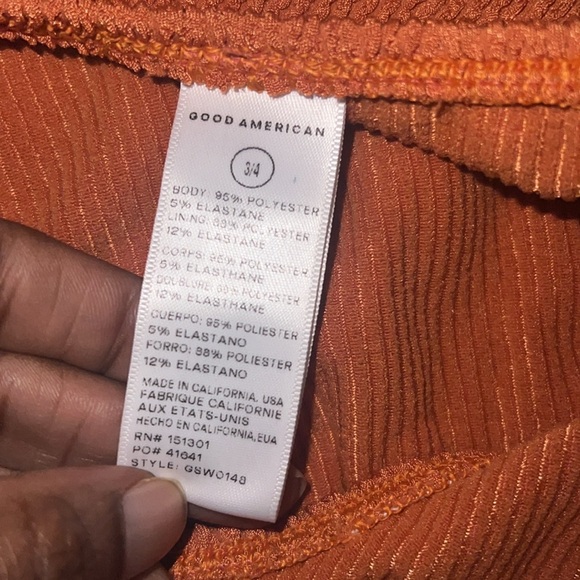 GOOD AMERICAN
3/4
BODY: 95% POLYESTER
5% ELASTANE
LINING: 88% POLYESTER
12% ELASTANE
CORPS: 95% POLYESTER
5% ELASTHANE
DOUBLURE: 88% POLYESTER
12% ELASTHANE
CUERPO: 95% POLIESTER
5% ELASTANO
FORRO: 88% POLIESTER
12% ELASTANO
MADE IN CALIFORNIA, USA
FABRIQUE CALIFORNIE
AUX ETATS-UNIS
HECHO EN CALIFORNIA,EUA
RN# 151301
PO# 41641
STYLE: GSW0148